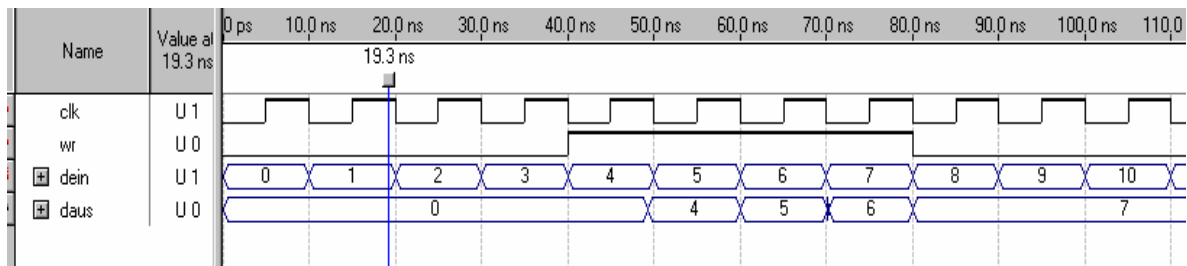 Name Value at 19.3 ns 0 ps 10.0 ns 20.0 ns 30.0 ns 40.0 ns 50.0 ns 60.0 ns 70.0 ns 80.0 ns 90.0 ns 100.0 ns 110.0
19.3 ns
clk U 1
wr U 0
dein U 1 0 1 2 3 4 5 6 7 8 9 10
daus U 0 0 4 5 6 7